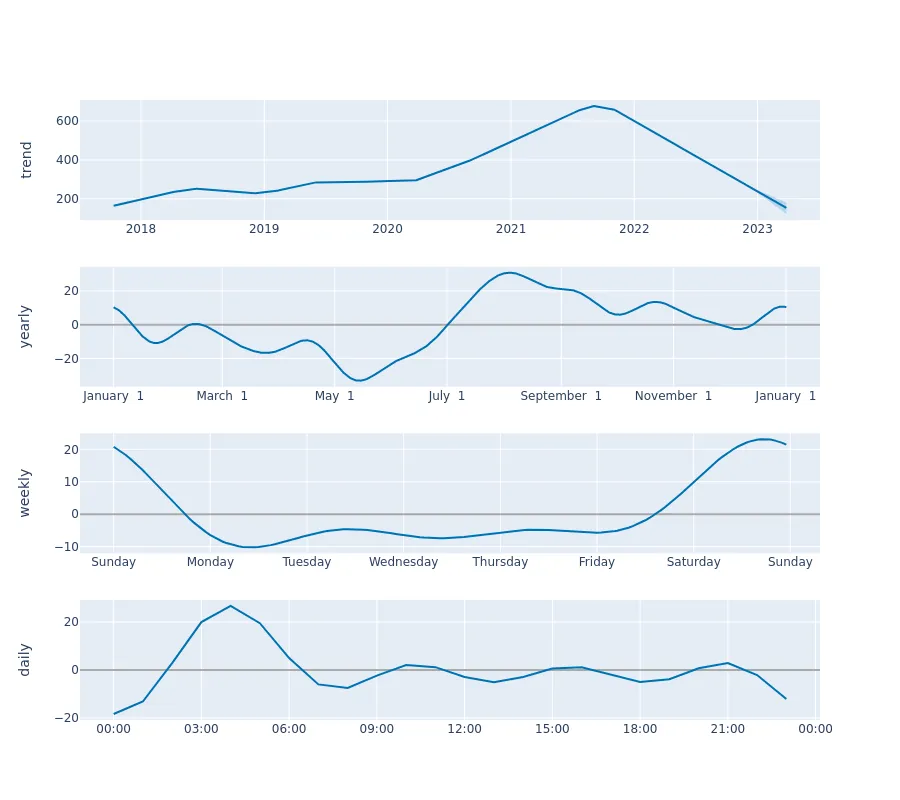 trend
600
400
200
2018 2019 2020 2021 2022 2023
yearly
20
0
−20
January 1 March 1 May 1 July 1 September 1 November 1 January 1
weekly
20
10
0
−10
Sunday Monday Tuesday Wednesday Thursday Friday Saturday Sunday
daily
20
0
−20
00:00 03:00 06:00 09:00 12:00 15:00 18:00 21:00 00:00